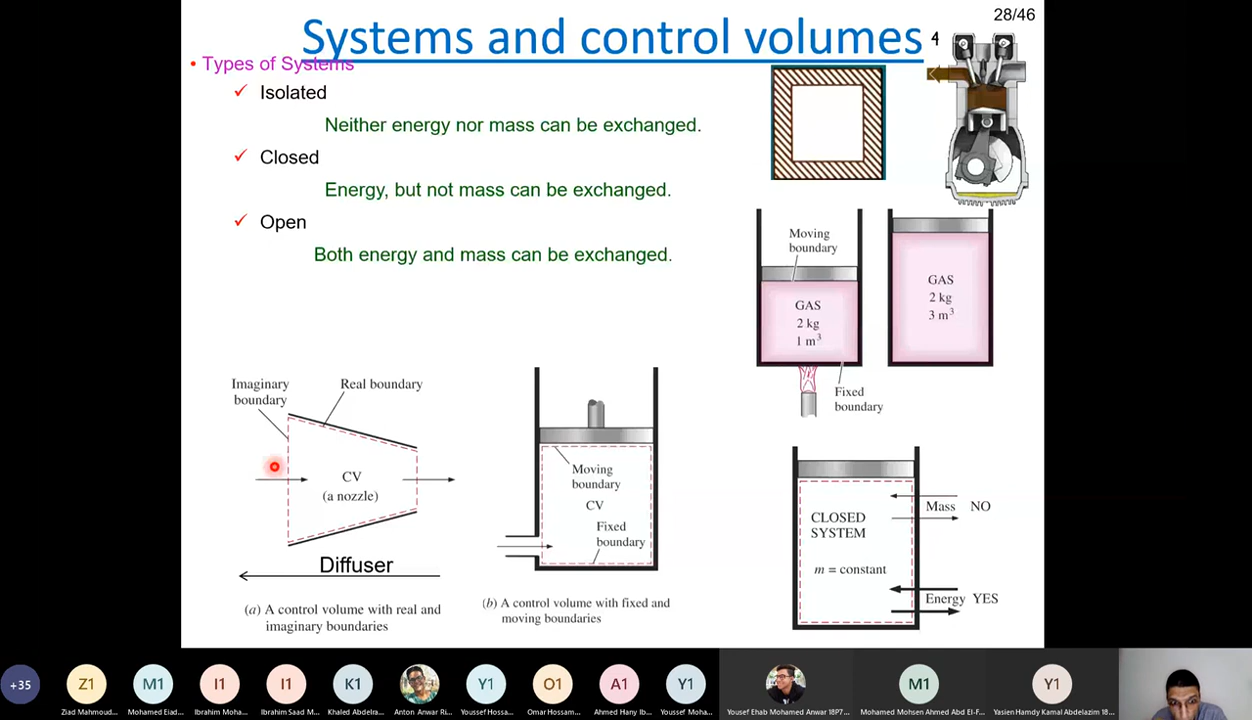 28/46
Systems and control volumes
4
• Types of Systems
✓ Isolated
Neither energy nor mass can be exchanged.
✓ Closed
Energy, but not mass can be exchanged.
✓ Open
Both energy and mass can be exchanged.
Moving
boundary
GAS
2 kg
1 m³
Fixed
boundary
GAS
2 kg
3 m³
Imaginary
boundary
Real boundary
CV
(a nozzle)
Diffuser
(a) A control volume with real and
imaginary boundaries
Moving
boundary
CV
Fixed
boundary
(b) A control volume with fixed and
moving boundaries
CLOSED
SYSTEM
m = constant
Mass NO
Energy YES
+35
Z1
M1
I1
I1
K1
Y1
O1
A1
Y1
M1
Y1
Ziad Mahmoud...
Mohamed Eiad...
Ibrahim Moha...
Ibrahim Saad M...
Khaled Abdelra...
Anton Anwar Ri...
Youssef Hossa...
Omar Hossam...
Ahmed Hany Ib...
Youssef Moha...
Yousef Ehab Mohamed Anwar 18P7...
Mohamed Mohsen Ahmed Abd El-F...
Yasien Hamdy Kamal Abdelazim 18...